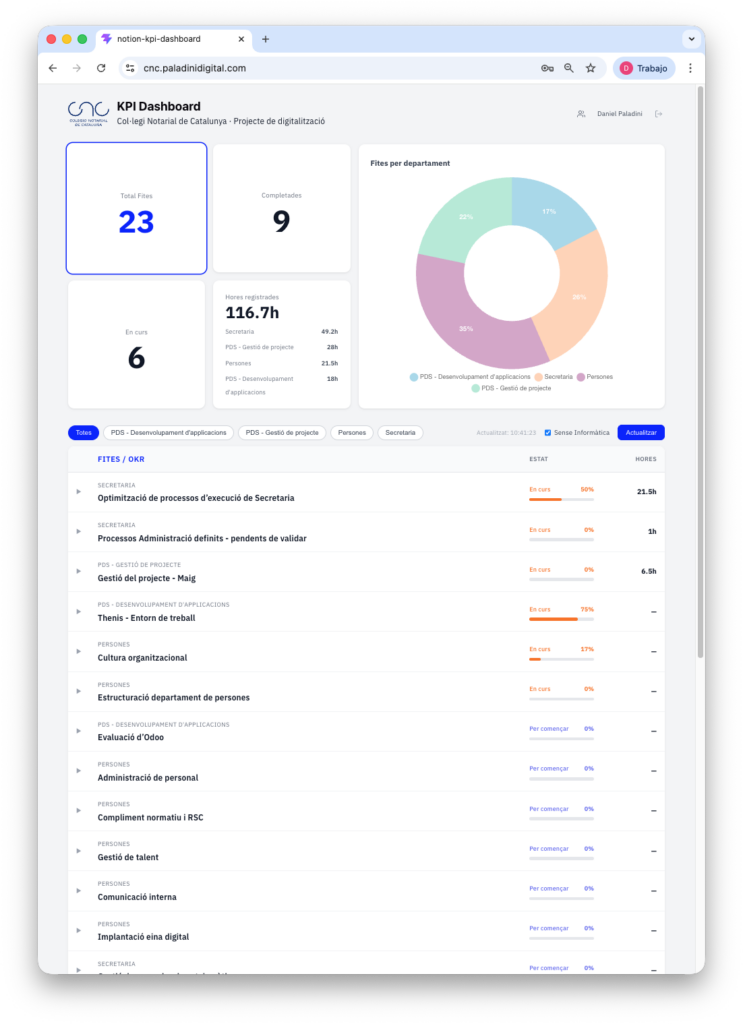 notion-kpi-dashboard
cnc.paladinidigital.com
D Trabajo
CNC
COL·LEGI NOTARIAL
DE CATALUNYA
KPI Dashboard
Col·legi Notarial de Catalunya · Projecte de digitalització
Daniel Paladini
Total Fites
23
Completades
9
En curs
6
Hores registrades
116.7h
Secretaria 49.2h
PDS - Gestió de projecte 28h
Persones 21.5h
PDS - Desenvolupament 18h
d'applicacions
Fites per departament
22%
17%
26%
35%
PDS - Desenvolupament d'applicacions Secretaria Persones
PDS - Gestió de projecte
Totes PDS - Desenvolupament d'applicacions PDS - Gestió de projecte Persones Secretaria Actualitzat: 10:41:23 Sense Informàtica Actualitzar
FITES / OKR ESTAT HORES
SECRETARIA
Optimització de processos d'execució de Secretaria
En curs 50% 21.5h
SECRETARIA
Processos Administració definits - pendents de validar
En curs 0% 1h
PDS - GESTIÓ DE PROJECTE
Gestió del projecte - Maig
En curs 0% 6.5h
PDS - DESENVOLUPAMENT D'APPLICACIONS
Thenis - Entorn de treball
En curs 75% —
PERSONES
Cultura organitzacional
En curs 17% —
PERSONES
Estructuració departament de persones
En curs 0% —
PDS - DESENVOLUPAMENT D'APPLICACIONS
Evaluació d'Odoo
Per començar 0% —
PERSONES
Administració de personal
Per començar 0% —
PERSONES
Compliment normatiu i RSC
Per començar 0% —
PERSONES
Gestió de talent
Per començar 0% —
PERSONES
Comunicació interna
Per començar 0% —
PERSONES
Implantació eina digital
Per començar 0% —
SECRETARIA
Per començar 0% —